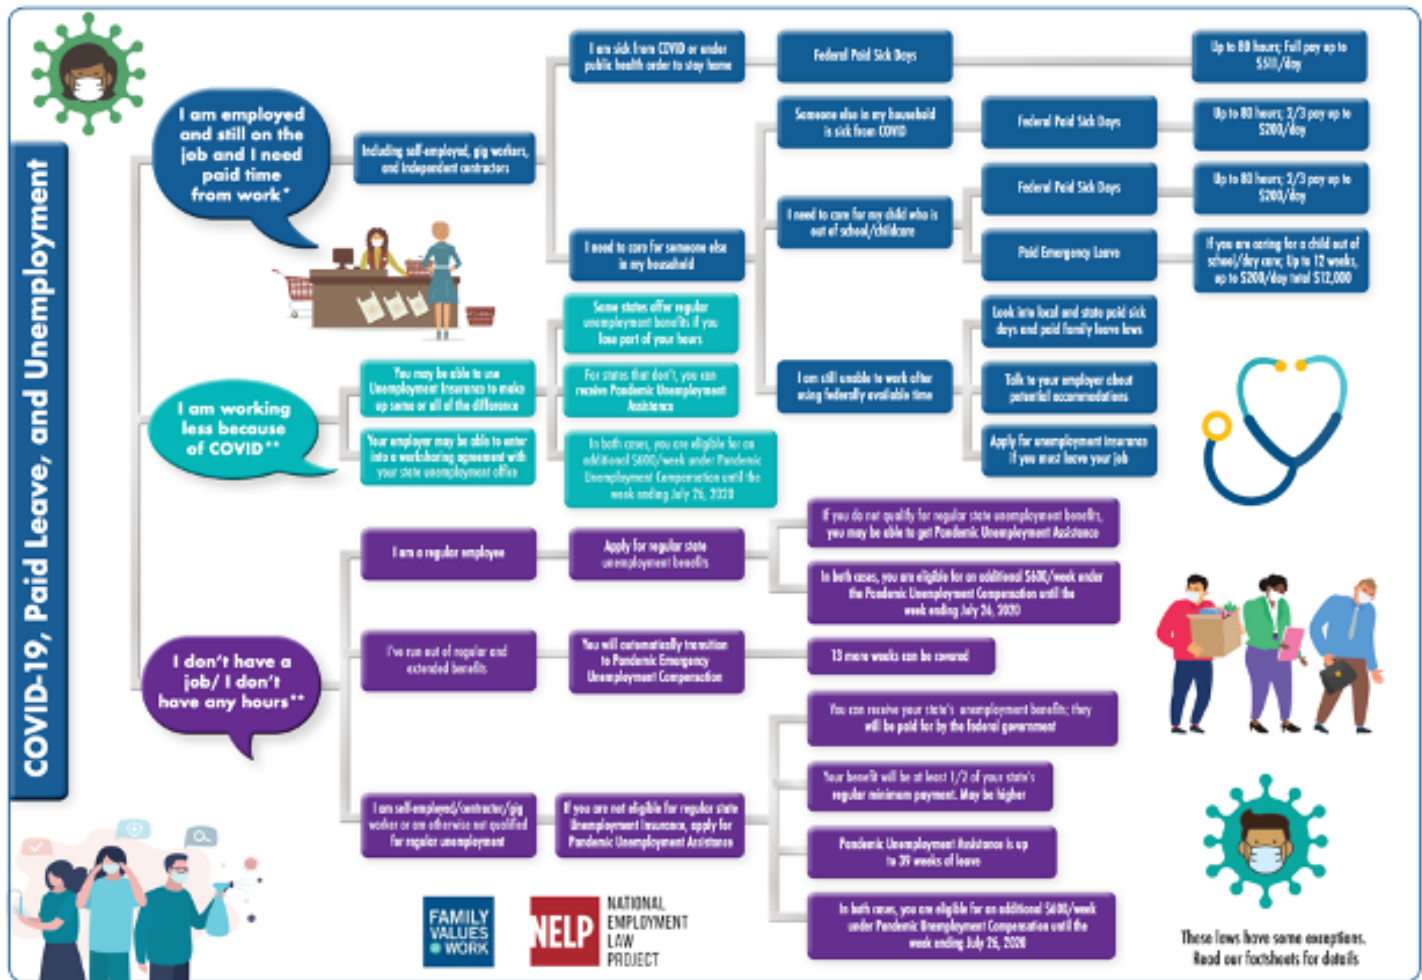 COVID-19, Paid Leave, and Unemployment
I am employed
and still on the
job and I need
paid time
from work*
Including self-employed, gig workers,
and independent contractors
I am sick from COVID or under
public health order to stay home
Federal Paid Sick Days
Up to 80 hours; Full pay up to
$511/day
I need to care for someone else
in my household
Someone else in my household
is sick from COVID
Federal Paid Sick Days
Up to 80 hours; 2/3 pay up to
$200/day
I need to care for my child who is
out of school/childcare
Federal Paid Sick Days
Up to 80 hours; 2/3 pay up to
$200/day
Paid Emergency Leave
If you are caring for a child out of
school/day care; Up to 12 weeks,
up to $200/day total $12,000
I am still unable to work after
using federally available time
Look into local and state paid sick
days and paid family leave laws
Talk to your employer about
potential accommodations
Apply for unemployment insurance
if you must leave your job
I am working
less because
of COVID**
You may be able to use
Unemployment Insurance to make
up some or all of the difference
Some states offer regular
unemployment benefits if you
lose part of your hours
For states that don't, you can
receive Pandemic Unemployment
Assistance
In both cases, you are eligible for an
additional $600/week under Pandemic
Unemployment Compensation until the
week ending July 26, 2020
Your employer may be able to enter
into a worksharing agreement with
your state unemployment office
I don't have a
job/ I don't
have any hours**
I am a regular employee
Apply for regular state
unemployment benefits
If you do not qualify for regular state unemployment benefits,
you may be able to get Pandemic Unemployment Assistance
In both cases, you are eligible for an additional $600/week under
the Pandemic Unemployment Compensation until the
week ending July 26, 2020
I've run out of regular and
extended benefits
You will automatically transition
to Pandemic Emergency
Unemployment Compensation
13 more weeks can be covered
I am self-employed/contractor/gig
worker or am otherwise not qualified
for regular unemployment
If you are not eligible for regular state
Unemployment Insurance, apply for
Pandemic Unemployment Assistance
You can receive your state's unemployment benefits; they
will be paid for by the federal government
Your benefit will be at least 1/2 of your state's
regular minimum payment. May be higher
Pandemic Unemployment Assistance is up
to 39 weeks of leave
In both cases, you are eligible for an additional $600/week
under Pandemic Unemployment Compensation until the
week ending July 26, 2020
FAMILY
VALUES
@WORK
NELP
NATIONAL
EMPLOYMENT
LAW
PROJECT
These laws have some exceptions.
Read our factsheets for details